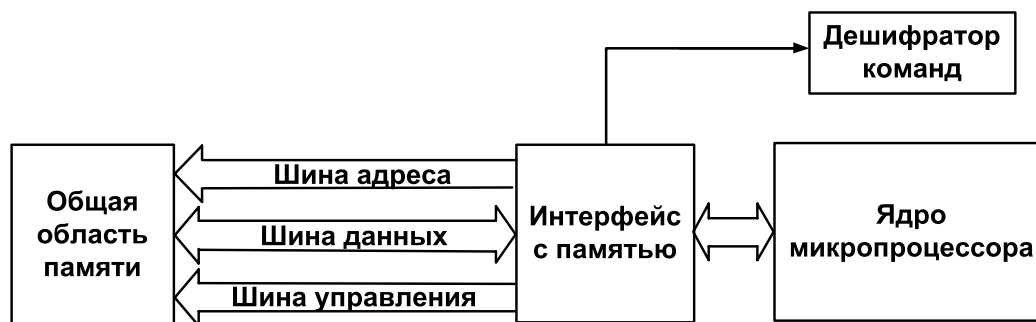 Дешифратор
команд
Общая
область
памяти
Шина адреса
Шина данных
Шина управления
Интерфейс
с памятью
Ядро
микропроцессора